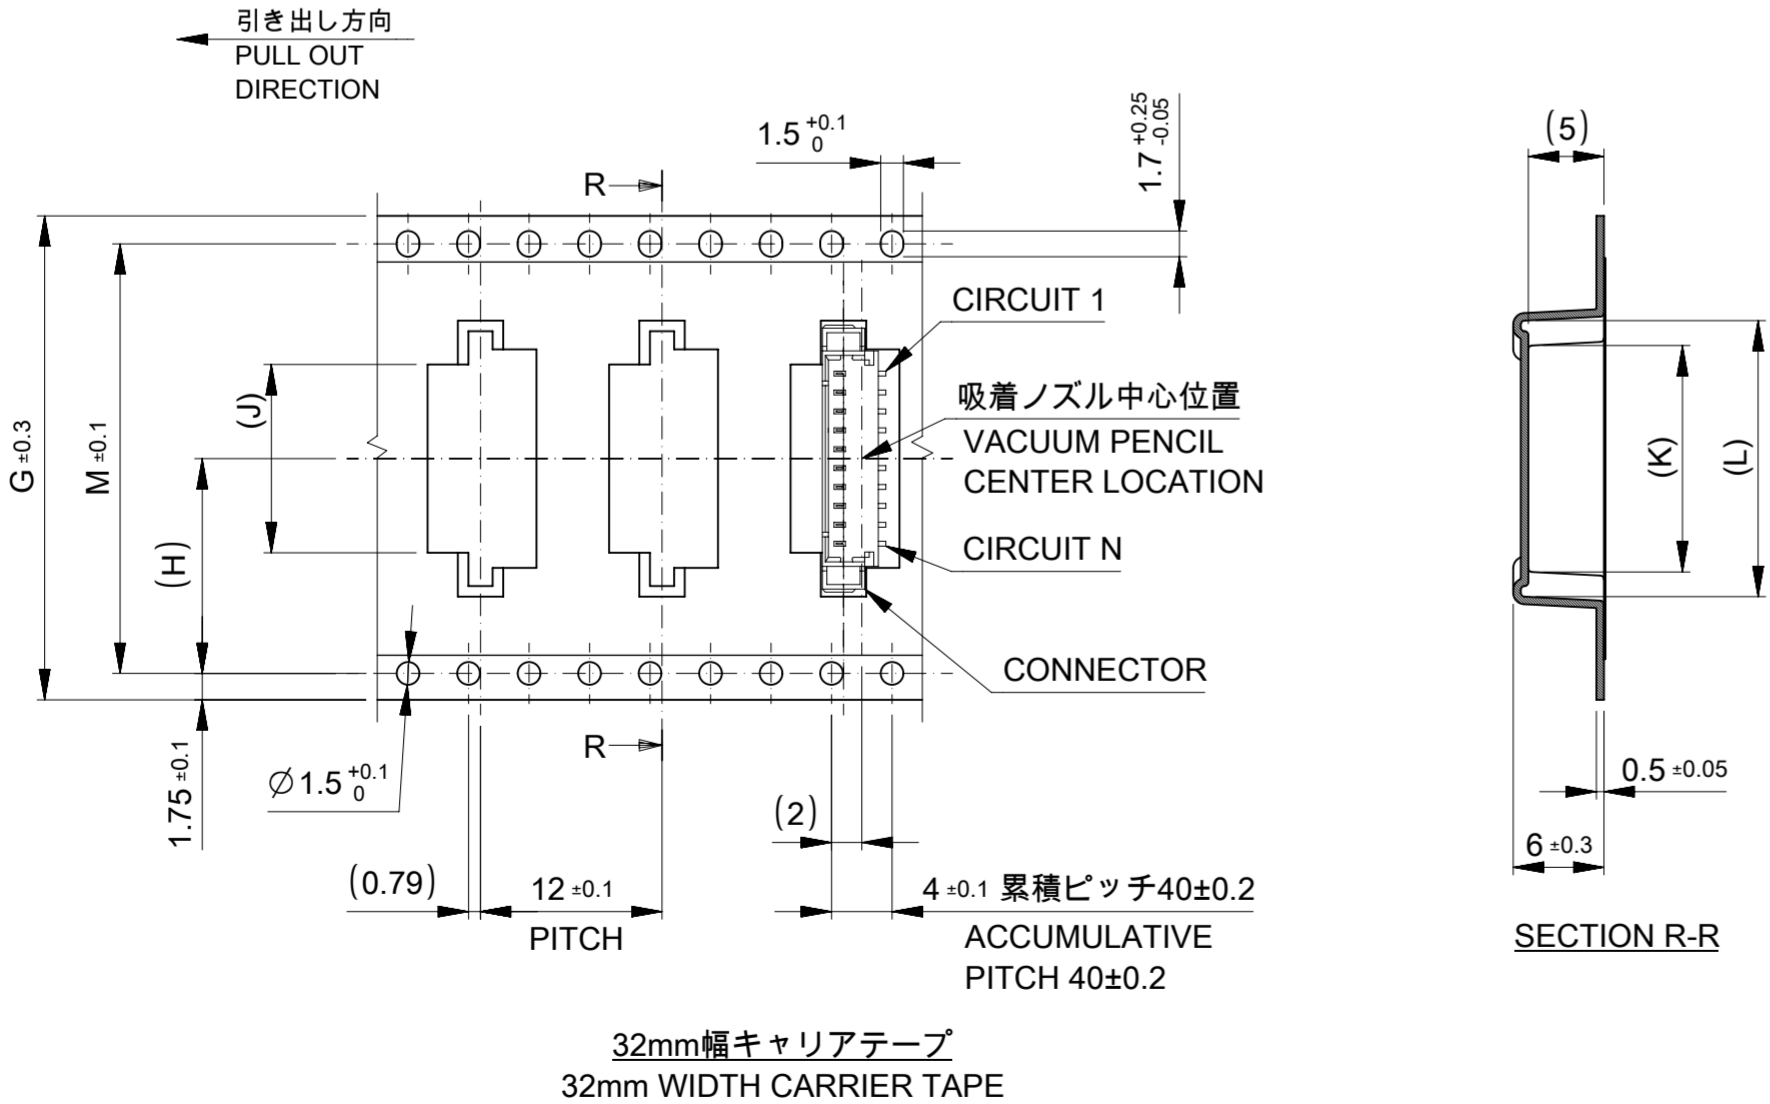 引き出し方向
PULL OUT
DIRECTION
1.5 +0.1 0
1.7 +0.25 -0.05
(5)
R
CIRCUIT 1
吸着ノズル中心位置
VACUUM PENCIL
CENTER LOCATION
CIRCUIT N
CONNECTOR
G ±0.3
M ±0.1
(J)
(H)
(K)
(L)
1.75 ±0.1
R
∅1.5 +0.1 0
(2)
0.5 ±0.05
6 ±0.3
(0.79)
12 ±0.1
PITCH
4 ±0.1 累積ピッチ40±0.2
ACCUMULATIVE
PITCH 40±0.2
SECTION R-R
32mm幅キャリアテープ
32mm WIDTH CARRIER TAPE